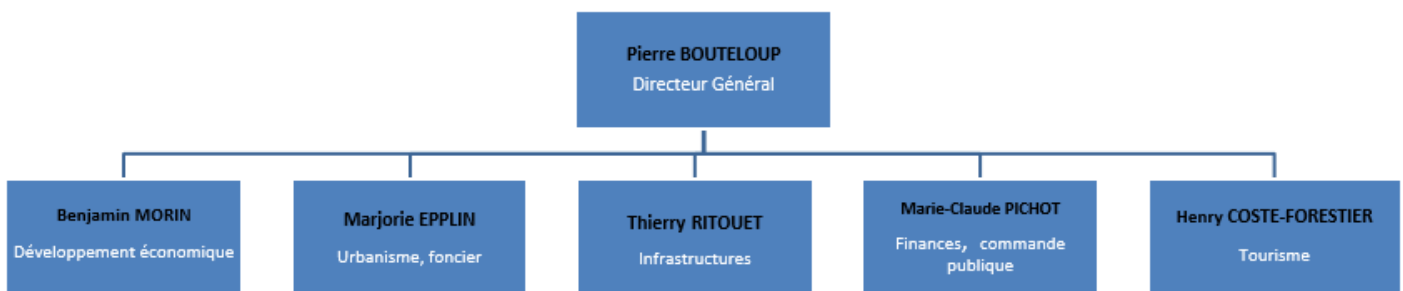 Pierre BOUTELOUP
Directeur Général
Benjamin MORIN
Développement économique
Marjorie EPPLIN
Urbanisme, foncier
Thierry RITOUET
Infrastructures
Marie-Claude PICHOT
Finances, commande
publique
Henry COSTE-FORESTIER
Tourisme